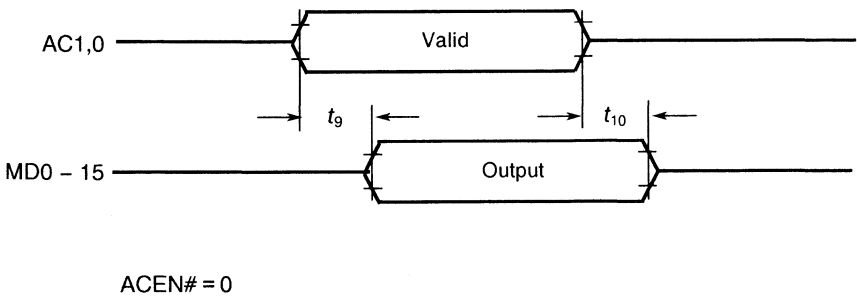 AC1,0
Valid
t9
t10
MD0 – 15
Output
ACEN# = 0